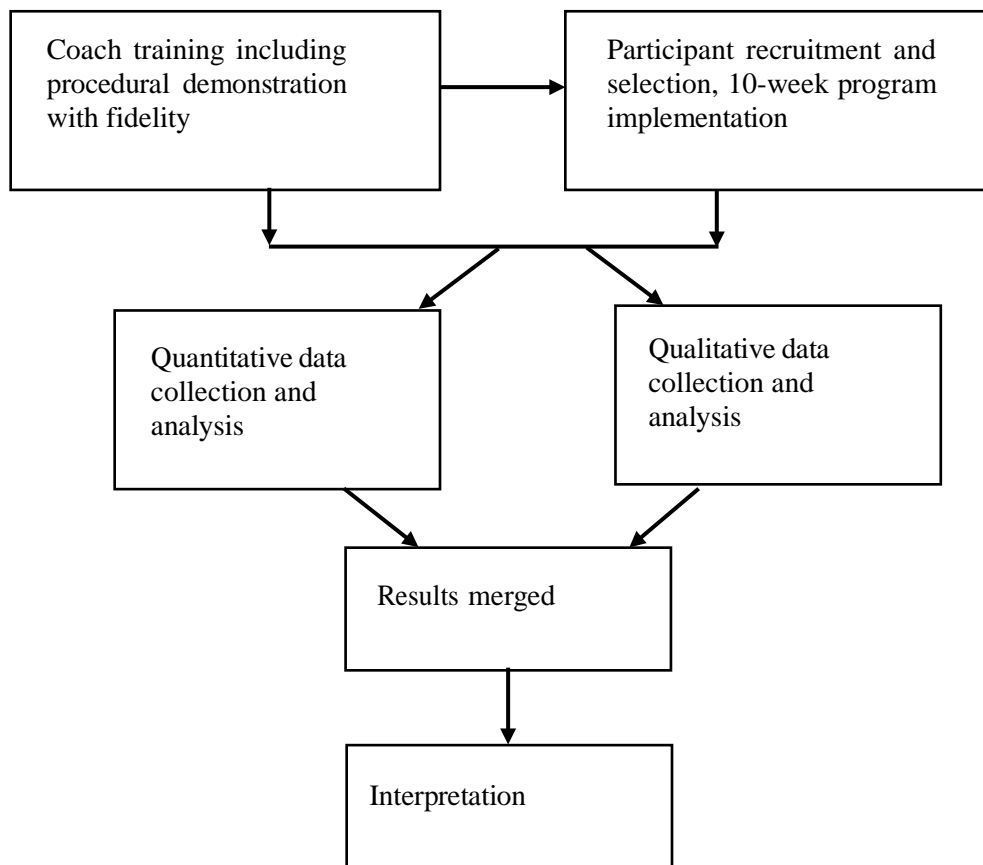 Coach training including
procedural demonstration
with fidelity
Participant recruitment and
selection, 10-week program
implementation
Quantitative data
collection and
analysis
Qualitative data
collection and
analysis
Results merged
Interpretation